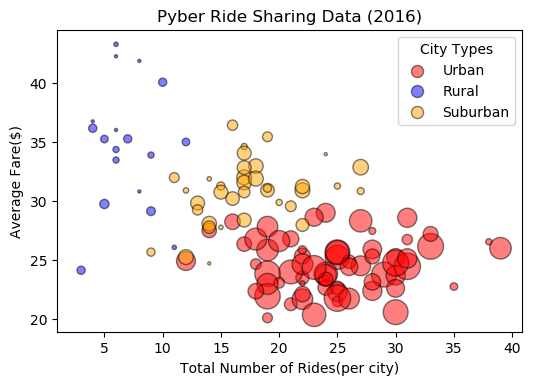 Pyber Ride Sharing Data (2016)
City Types
Urban
Rural
Suburban
Average Fare($)
40
35
30
25
20
5
10
15
20
25
30
35
40
Total Number of Rides(per city)